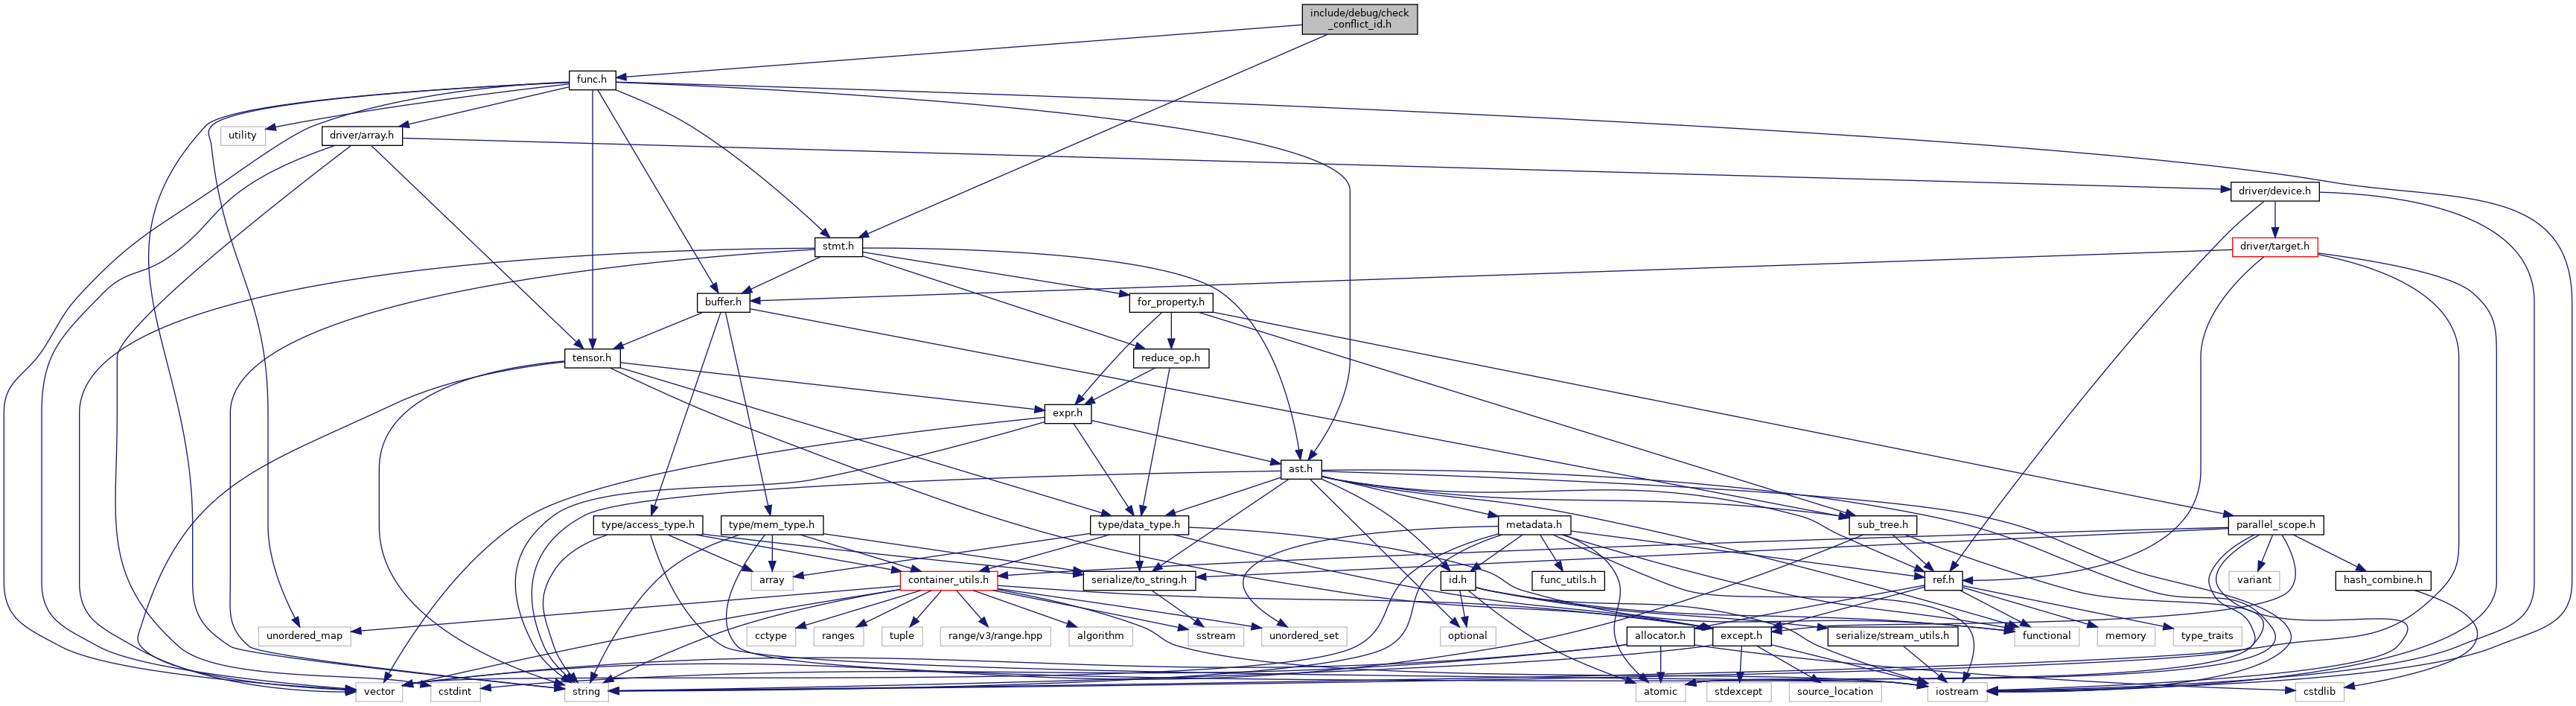 include/debug/check
_conflict_id.h
func.h
utility
driver/array.h
driver/device.h
stmt.h
driver/target.h
buffer.h
for_property.h
tensor.h
reduce_op.h
expr.h
ast.h
type/access_type.h
type/mem_type.h
type/data_type.h
metadata.h
sub_tree.h
parallel_scope.h
array
container_utils.h
serialize/to_string.h
id.h
func_utils.h
ref.h
variant
hash_combine.h
unordered_map
cctype
ranges
tuple
range/v3/range.hpp
algorithm
sstream
unordered_set
optional
allocator.h
except.h
serialize/stream_utils.h
functional
memory
type_traits
vector
cstdint
string
atomic
stdexcept
source_location
iostream
cstdlib